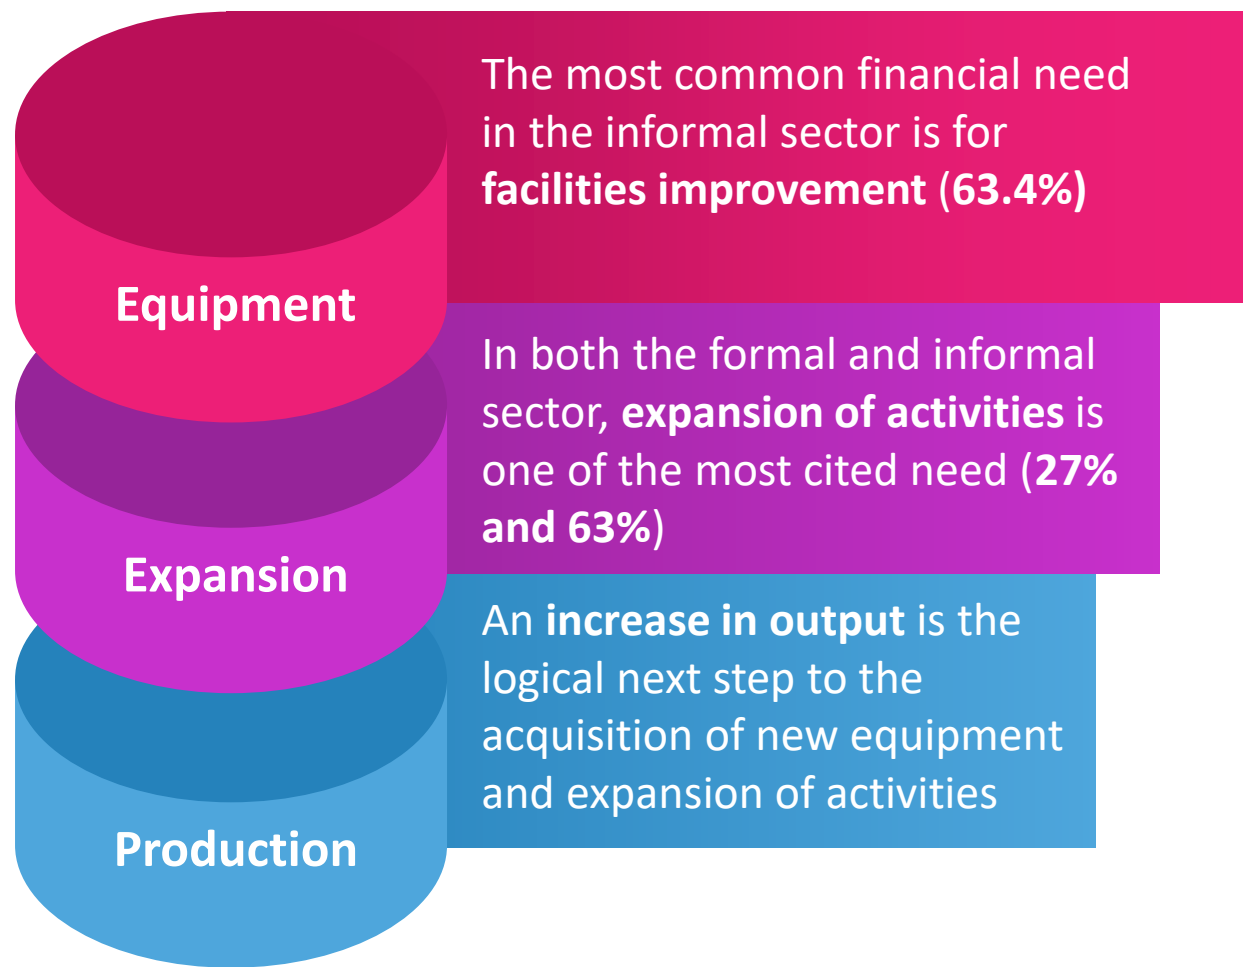 The most common financial need
in the informal sector is for
facilities improvement (63.4%)
Equipment
In both the formal and informal
sector, expansion of activities is
one of the most cited need (27%
and 63%)
Expansion
An increase in output is the
logical next step to the
acquisition of new equipment
and expansion of activities
Production